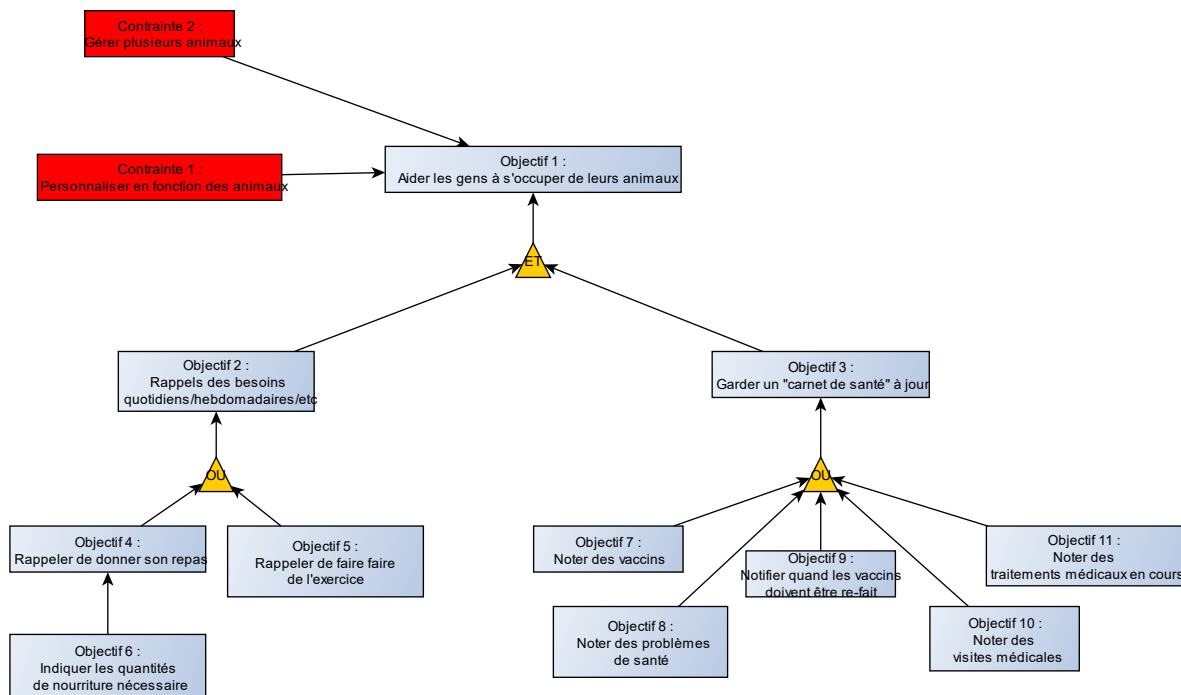 Contrainte 2 :
Gérer plusieurs animaux
Contrainte 1 :
Personnaliser en fonction des animaux
Objectif 1 :
Aider les gens à s'occuper de leurs animaux
ET
Objectif 2 :
Rappels des besoins
quotidiens/hebdomadaires/etc
Objectif 3 :
Garder un "carnet de santé" à jour
OU
OU
Objectif 4 :
Rappeler de donner son repas
Objectif 5 :
Rappeler de faire faire
de l'exercice
Objectif 7 :
Noter des vaccins
Objectif 9 :
Notifier quand les vaccins
doivent être re-fait
Objectif 11 :
Noter des
traitements médicaux en cours
Objectif 6 :
Indiquer les quantités
de nourriture nécessaire
Objectif 8 :
Noter des problèmes
de santé
Objectif 10 :
Noter des
visites médicales